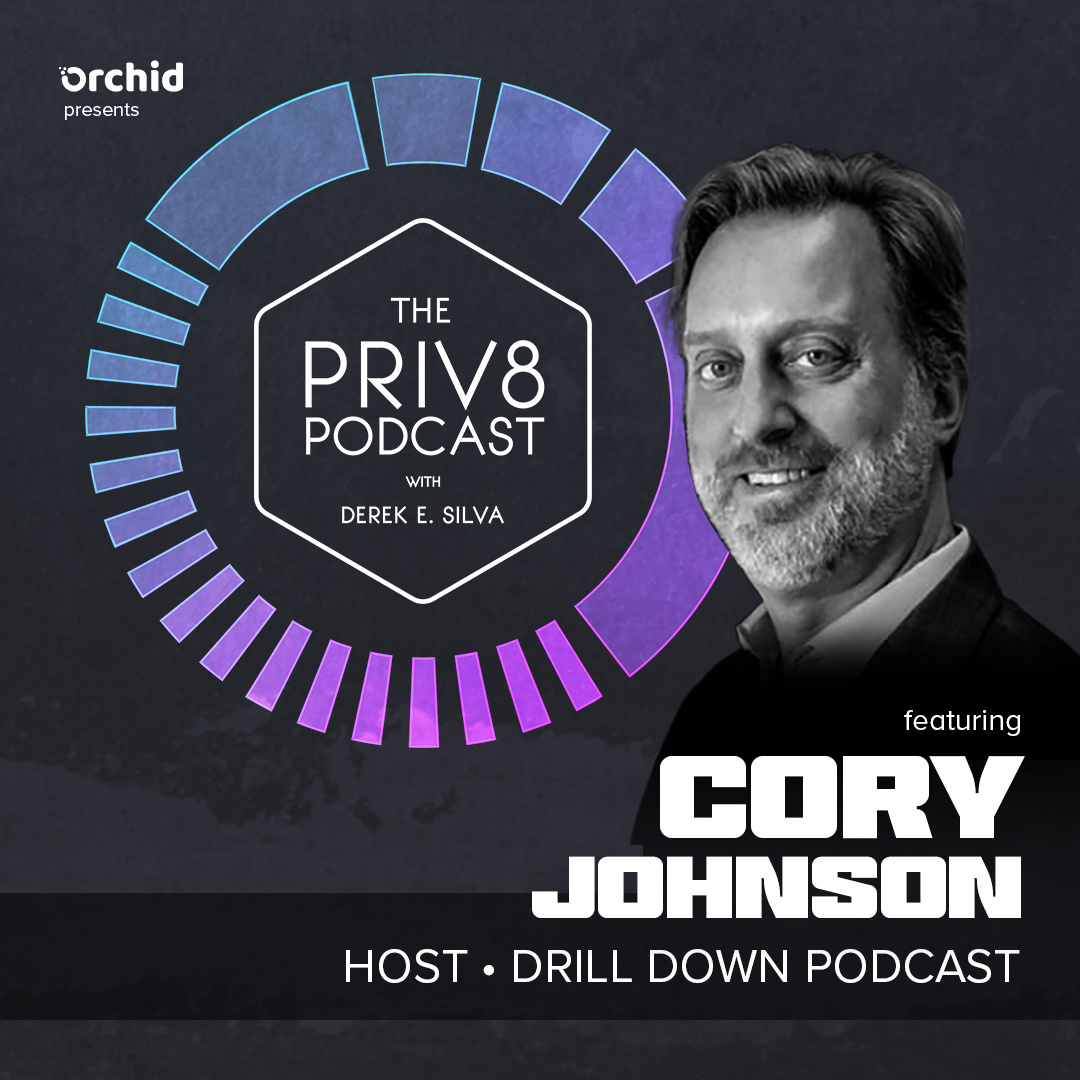 Orchid
presents
THE
PRIV8
PODCAST
WITH
DEREK E. SILVA
featuring
CORY
JOHNSON
HOST • DRILL DOWN PODCAST